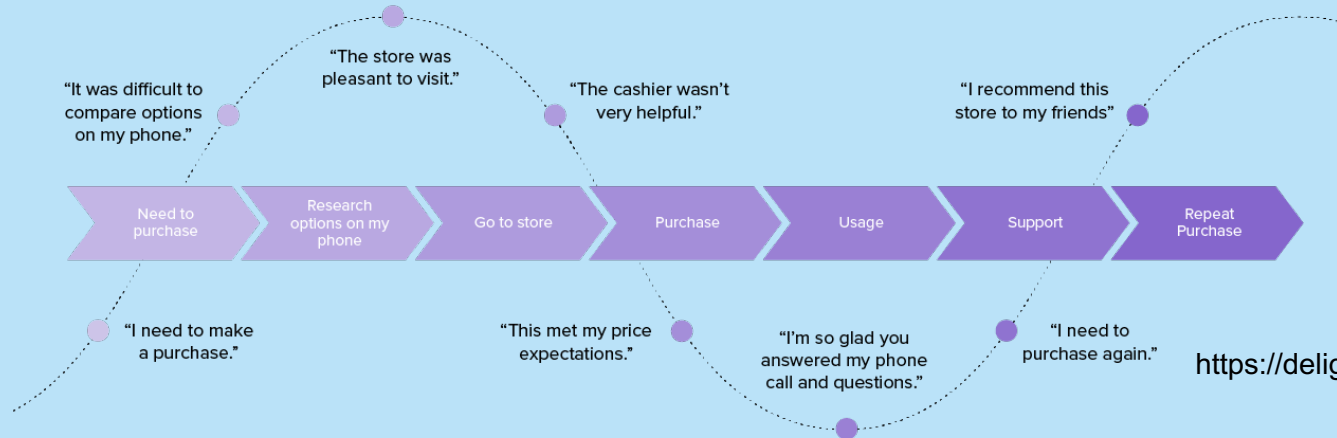 “The store was
pleasant to visit.”
“It was difficult to
compare options
on my phone.”
“The cashier wasn’t
very helpful.”
“I recommend this
store to my friends”
Need to
purchase
Research
options on my
phone
Go to store
Purchase
Usage
Support
Repeat
Purchase
“I need to make
a purchase.”
“This met my price
expectations.”
“I’m so glad you
answered my phone
call and questions.”
“I need to
purchase again.”
https://delig